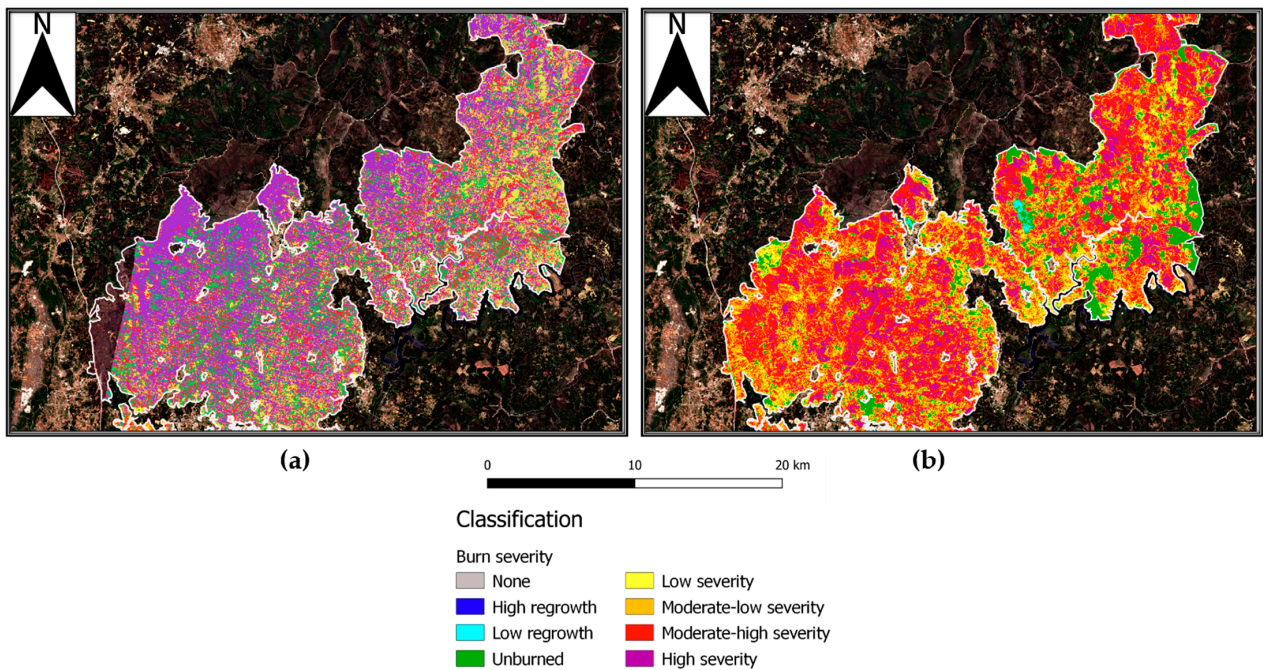 N
N
(a)
(b)
0 10 20 km
Classification
Burn severity
None
High regrowth
Low regrowth
Unburned
Low severity
Moderate-low severity
Moderate-high severity
High severity